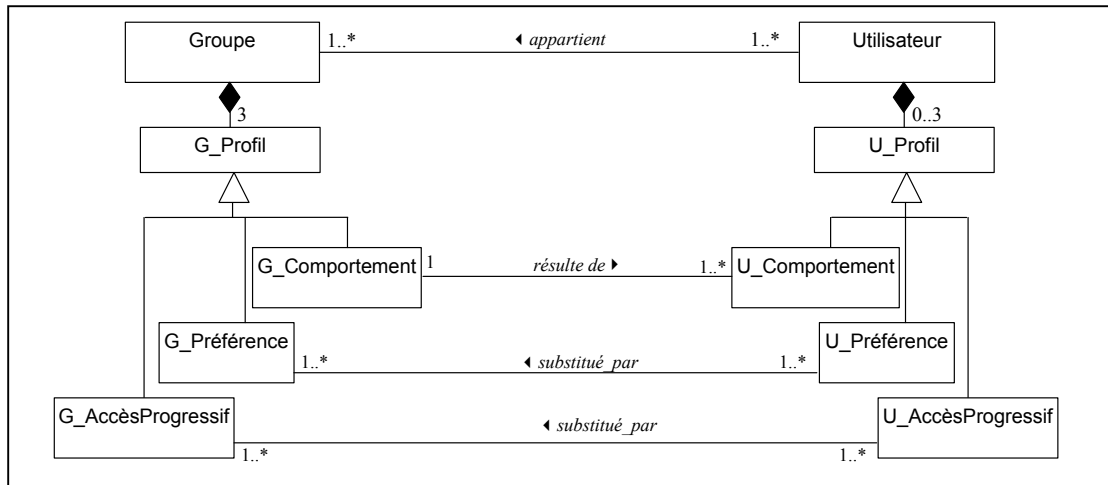 Groupe
1..*
◄ appartient
1..*
Utilisateur
3
0..3
G_Profil
U_Profil
G_Comportement
1
résulte de ►
1..*
U_Comportement
G_Préférence
1..*
◄ substitué_par
1..*
U_Préférence
G_AccèsProgressif
1..*
◄ substitué_par
1..*
U_AccèsProgressif